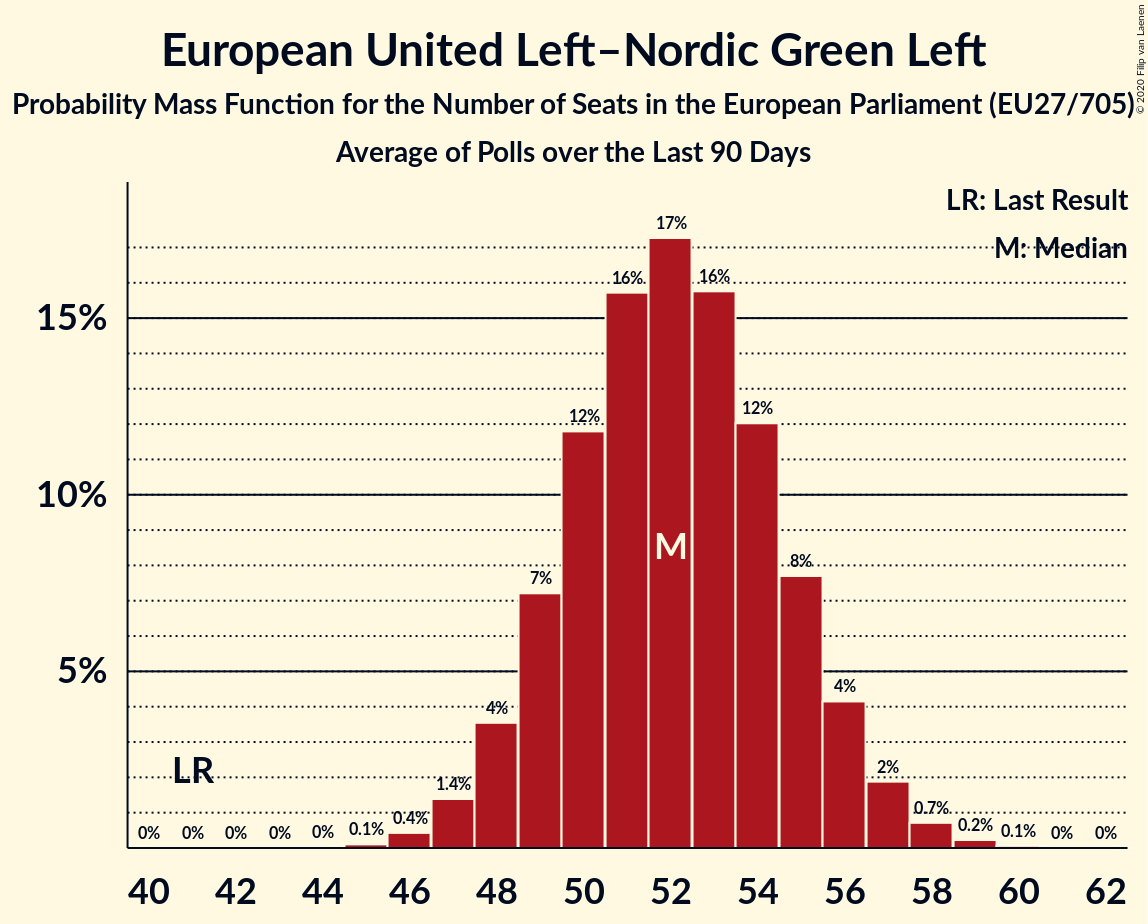 European United Left–Nordic Green Left
Probability Mass Function for the Number of Seats in the European Parliament (EU27/705)
Average of Polls over the Last 90 Days
© 2020 Filip van Laenen
LR: Last Result
M: Median
15%
10%
5%
0% 0% 0% 0% 0% 0.1% 0.4% 1.4% 4% 7% 12% 16% 17% 16% 12% 8% 4% 2% 0.7% 0.2% 0.1% 0% 0%
LR
M
40 42 44 46 48 50 52 54 56 58 60 62